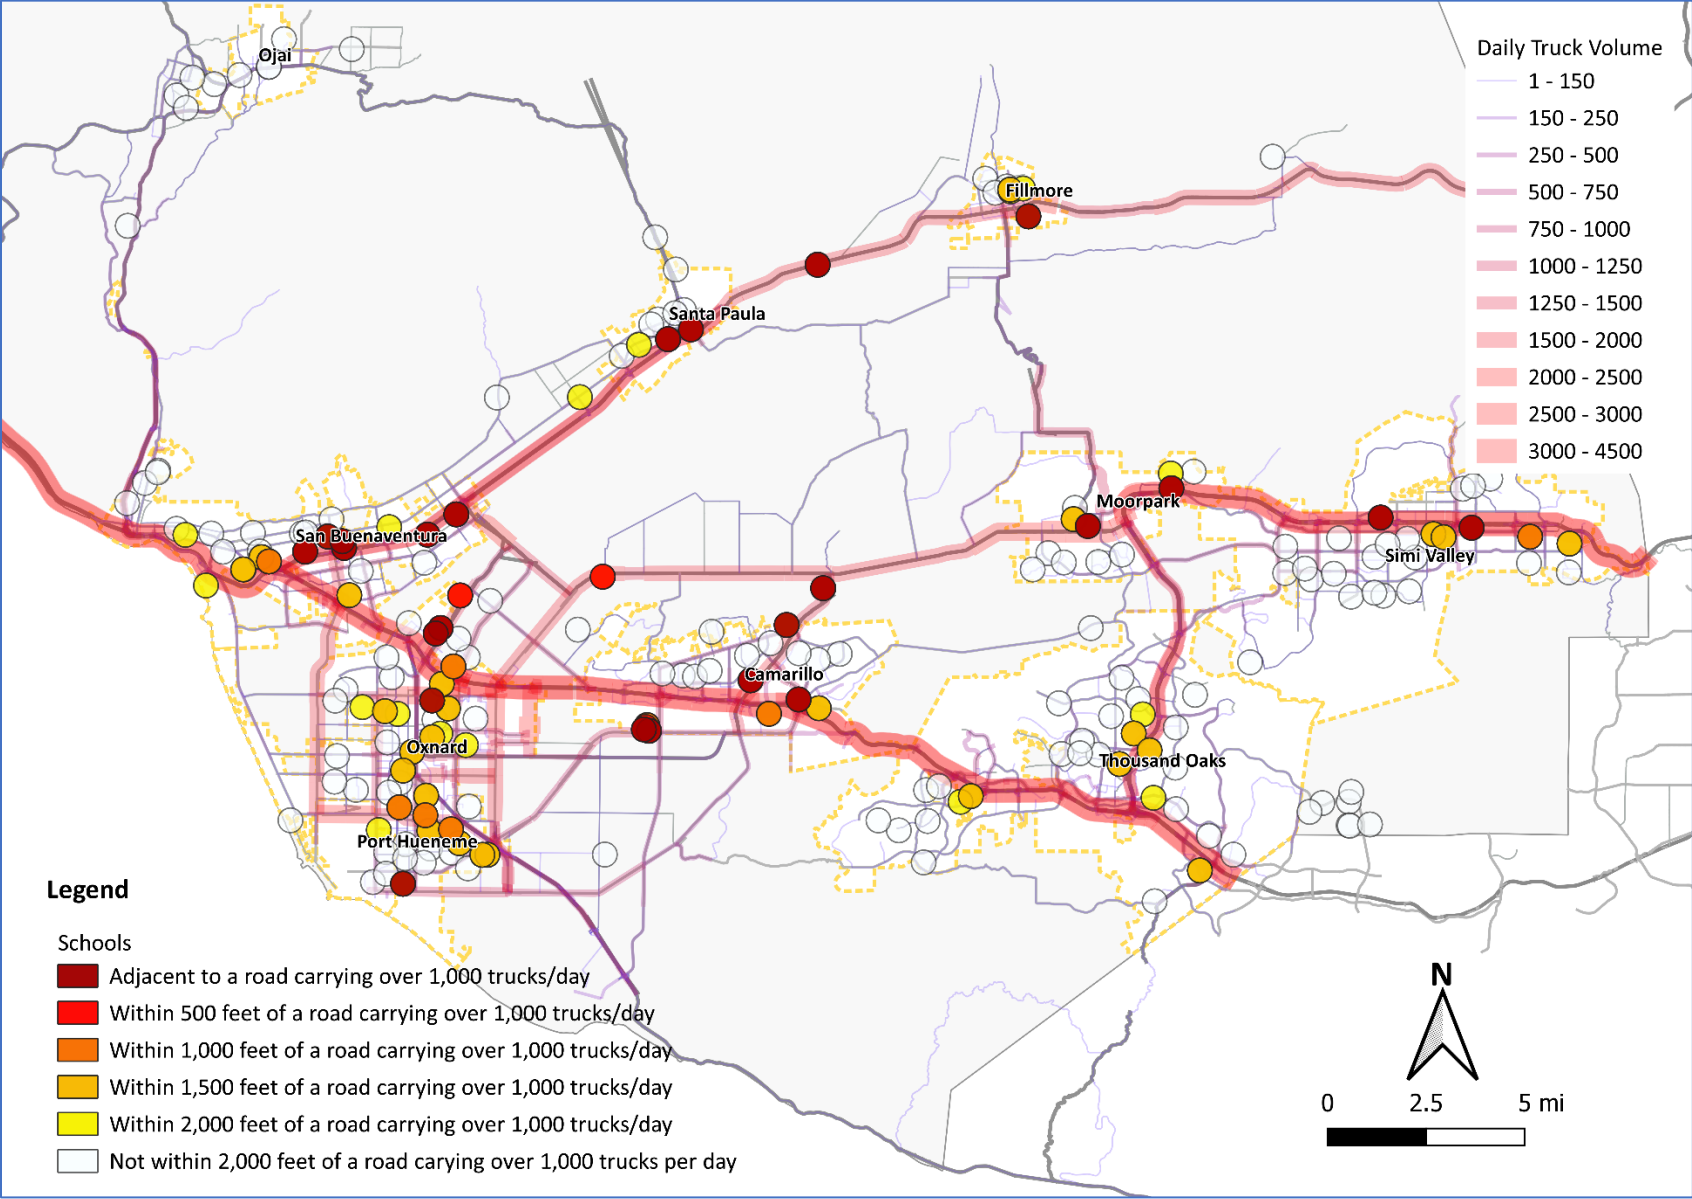 Ojai
Daily Truck Volume
1 - 150
150 - 250
250 - 500
500 - 750
750 - 1000
1000 - 1250
1250 - 1500
1500 - 2000
2000 - 2500
2500 - 3000
3000 - 4500
Fillmore
Santa Paula
Moorpark
San Buenaventura
Simi Valley
Camarillo
Oxnard
Thousand Oaks
Port Hueneme
Legend
Schools
Adjacent to a road carrying over 1,000 trucks/day
Within 500 feet of a road carrying over 1,000 trucks/day
Within 1,000 feet of a road carrying over 1,000 trucks/day
Within 1,500 feet of a road carrying over 1,000 trucks/day
Within 2,000 feet of a road carrying over 1,000 trucks/day
Not within 2,000 feet of a road carying over 1,000 trucks per day
N
0 2.5 5 mi